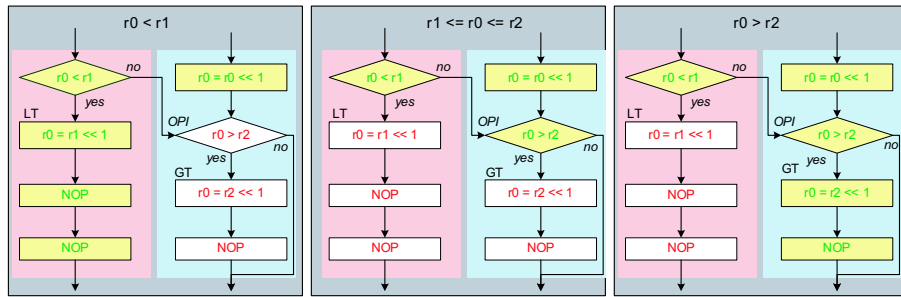 r0 < r1
r0 < r1
no
r0 = r0 << 1
yes
LT
OPI
r0 = r1 << 1
r0 > r2
no
yes
GT
NOP
r0 = r2 << 1
NOP
NOP
r1 <= r0 <= r2
r0 < r1
no
r0 = r0 << 1
yes
LT
OPI
r0 = r1 << 1
r0 > r2
no
yes
GT
NOP
r0 = r2 << 1
NOP
NOP
r0 > r2
r0 < r1
no
r0 = r0 << 1
yes
LT
OPI
r0 = r1 << 1
r0 > r2
no
yes
GT
NOP
r0 = r2 << 1
NOP
NOP